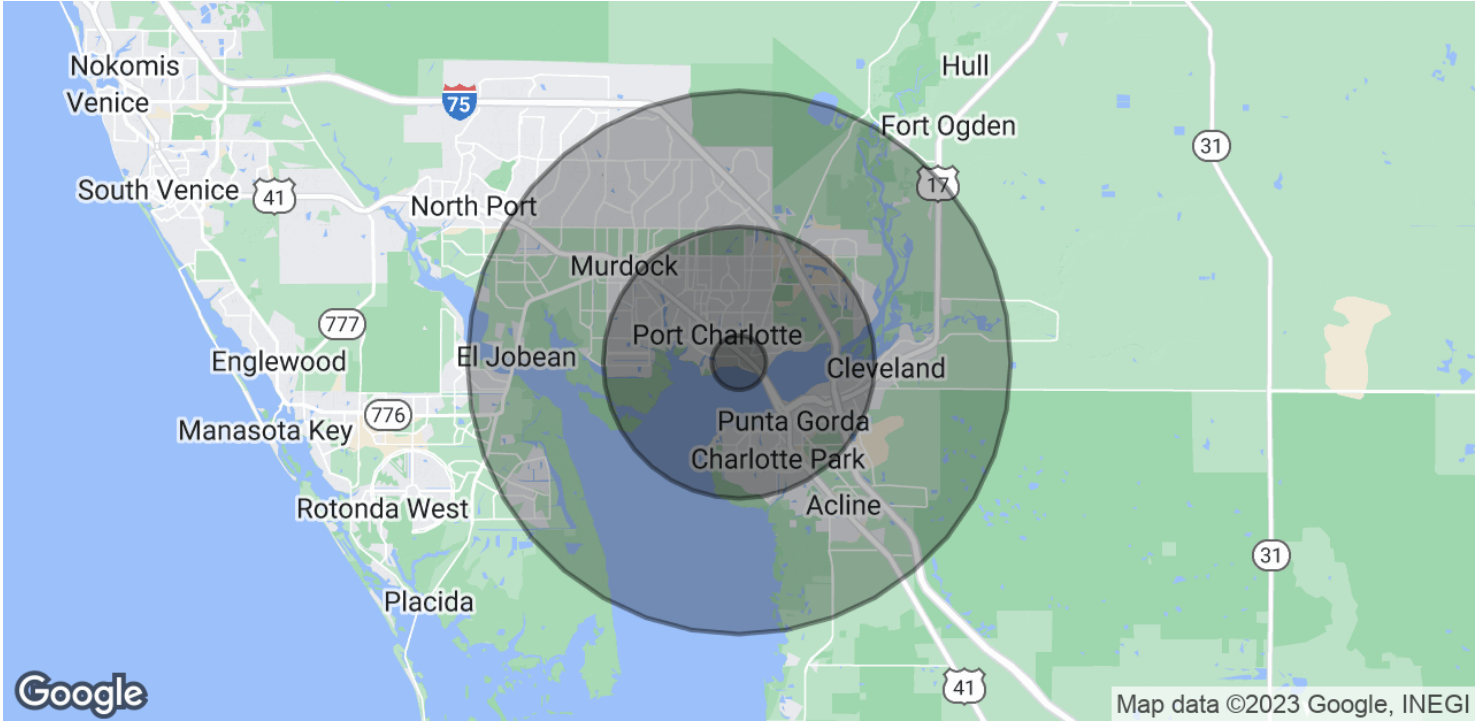 Nokomis
Hull
Venice
75
Fort Ogden
31
South Venice
41
17
North Port
Murdock
777
Port Charlotte
Englewood
El Jobean
Cleveland
776
Manasota Key
Punta Gorda
Charlotte Park
Rotonda West
Acline
31
Placida
41
Google
Map data ©2023 Google, INEGI